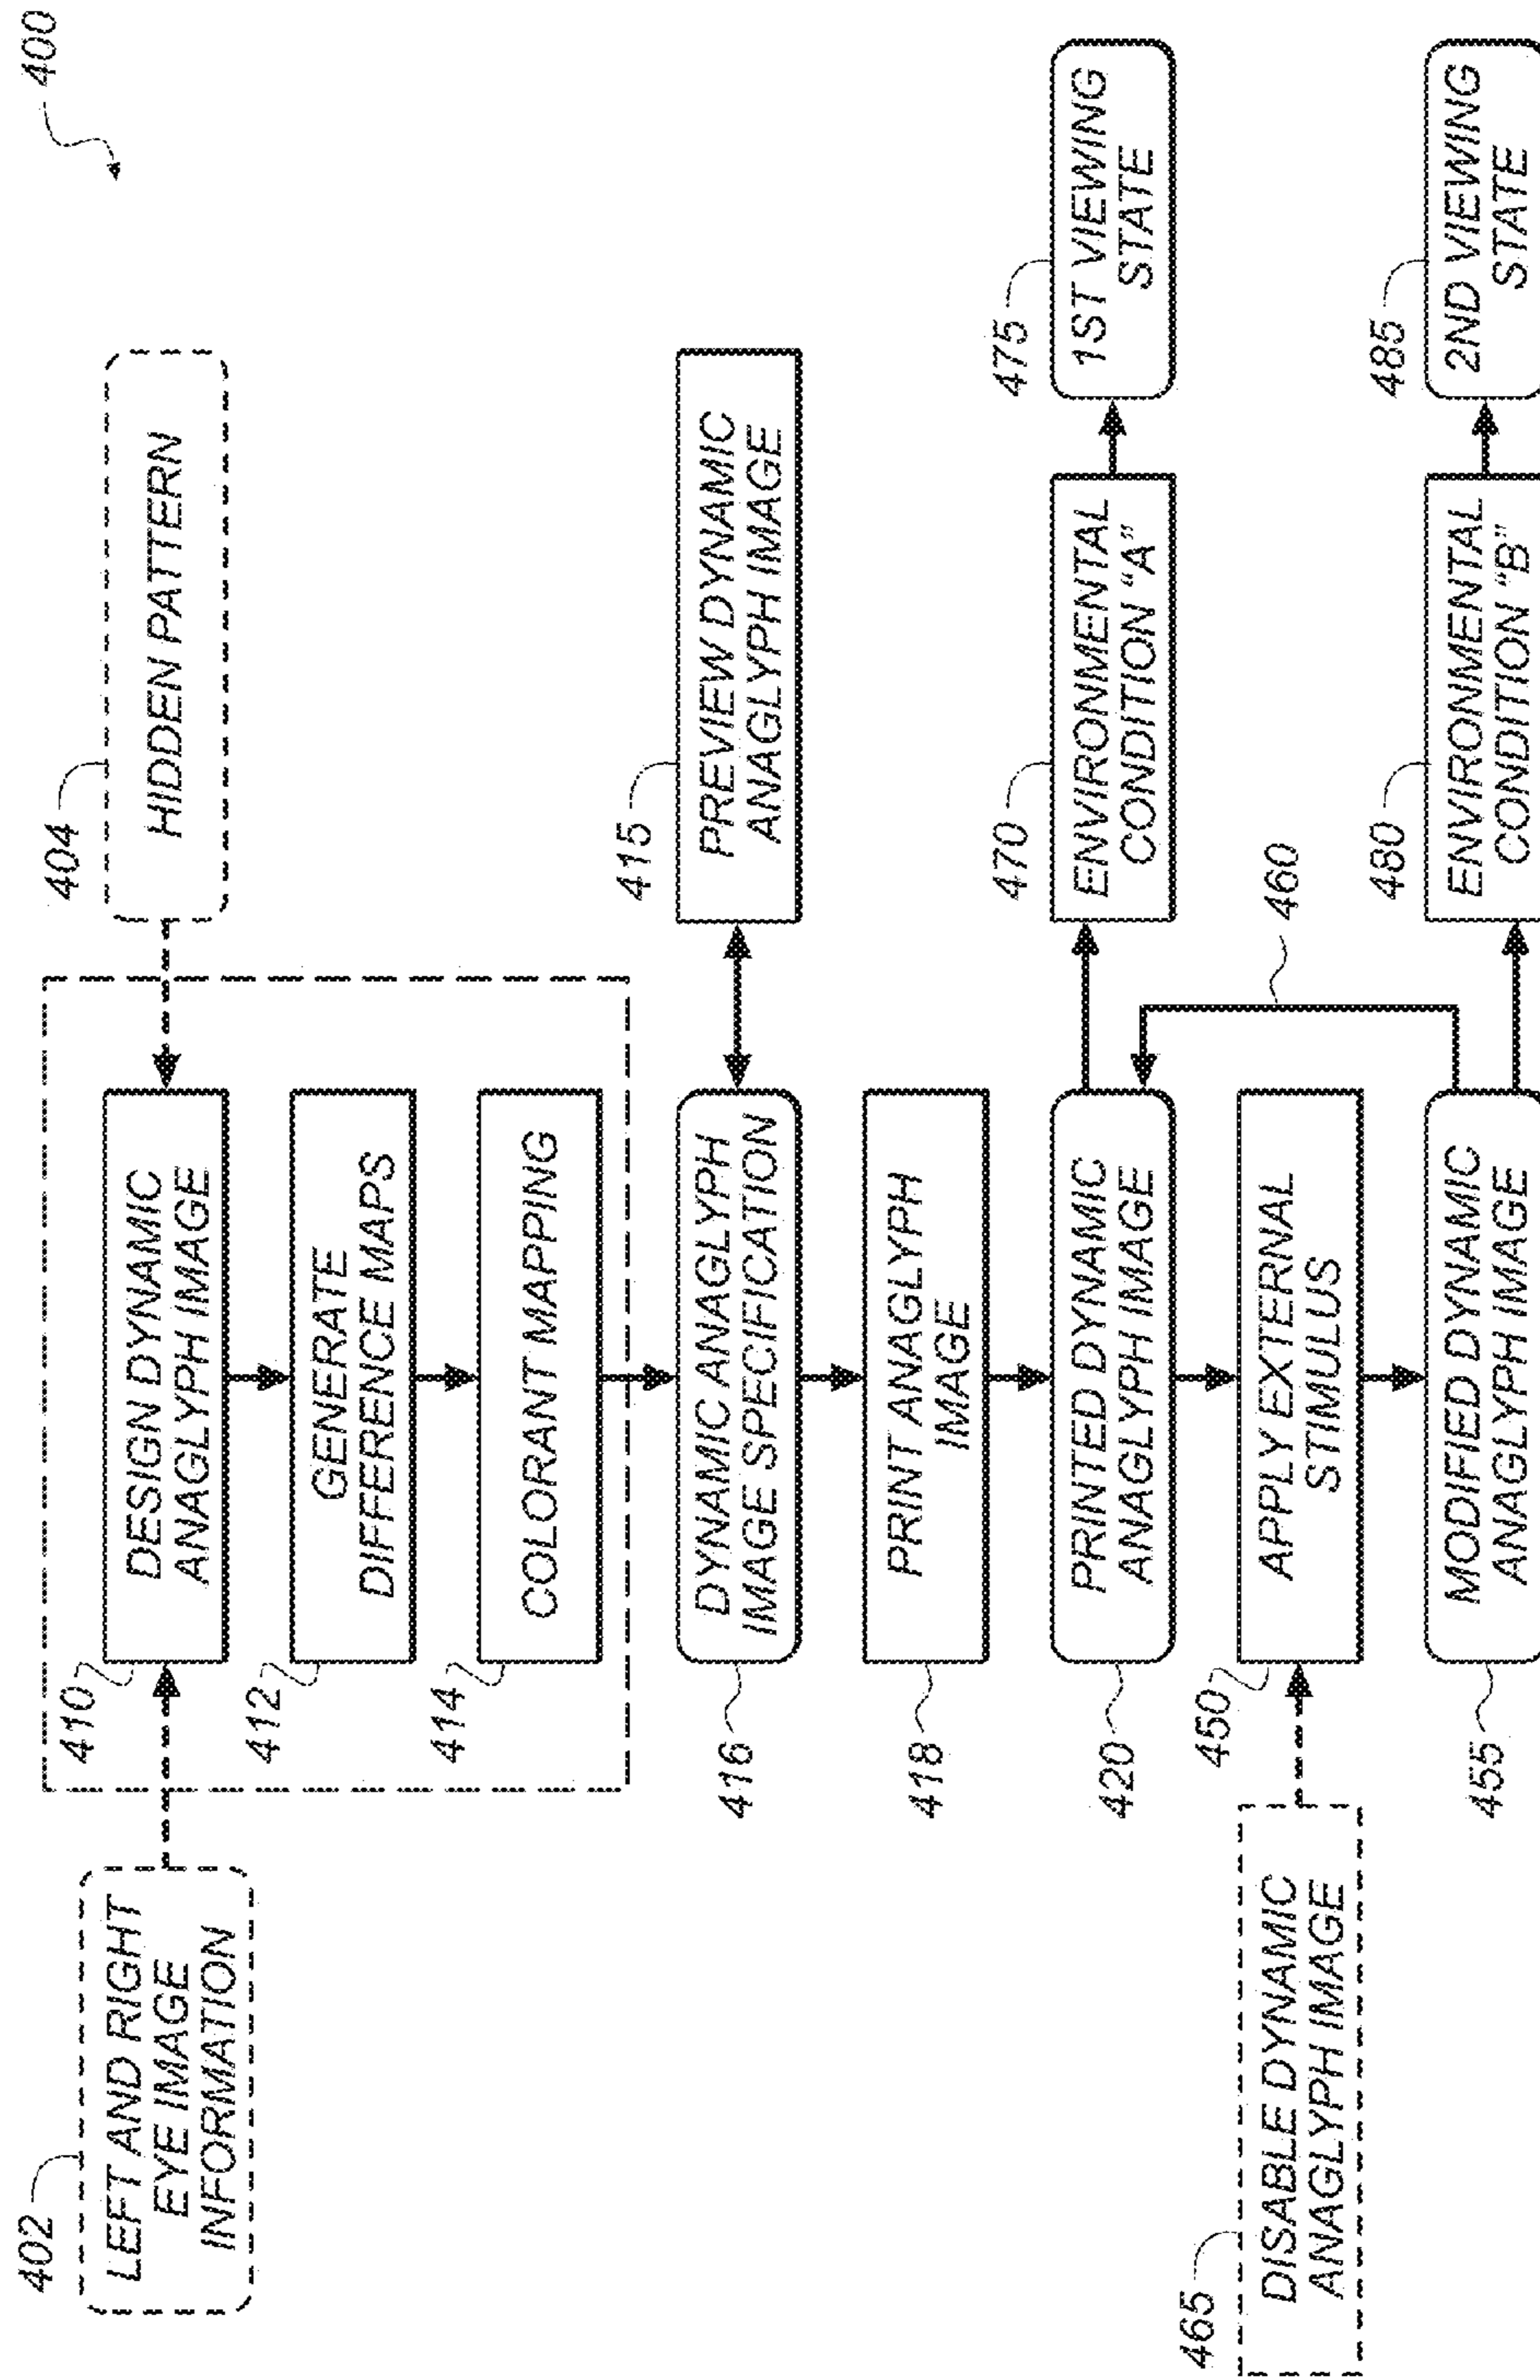 400
402
LEFT AND RIGHT
EYE IMAGE
INFORMATION
404
HIDDEN PATTERN
410
DESIGN DYNAMIC
ANAGLYPH IMAGE
412
GENERATE
DIFFERENCE MAPS
414
COLORANT MAPPING
416
DYNAMIC ANAGLYPH
IMAGE SPECIFICATION
415
PREVIEW DYNAMIC
ANAGLYPH IMAGE
418
PRINT ANAGLYPH
IMAGE
420
PRINTED DYNAMIC
ANAGLYPH IMAGE
470
ENVIRONMENTAL
CONDITION “A”
475
1ST VIEWING
STATE
465
DISABLE DYNAMIC
ANAGLYPH IMAGE
450
APPLY EXTERNAL
STIMULUS
460
455
MODIFIED DYNAMIC
ANAGLYPH IMAGE
480
ENVIRONMENTAL
CONDITION “B”
485
2ND VIEWING
STATE